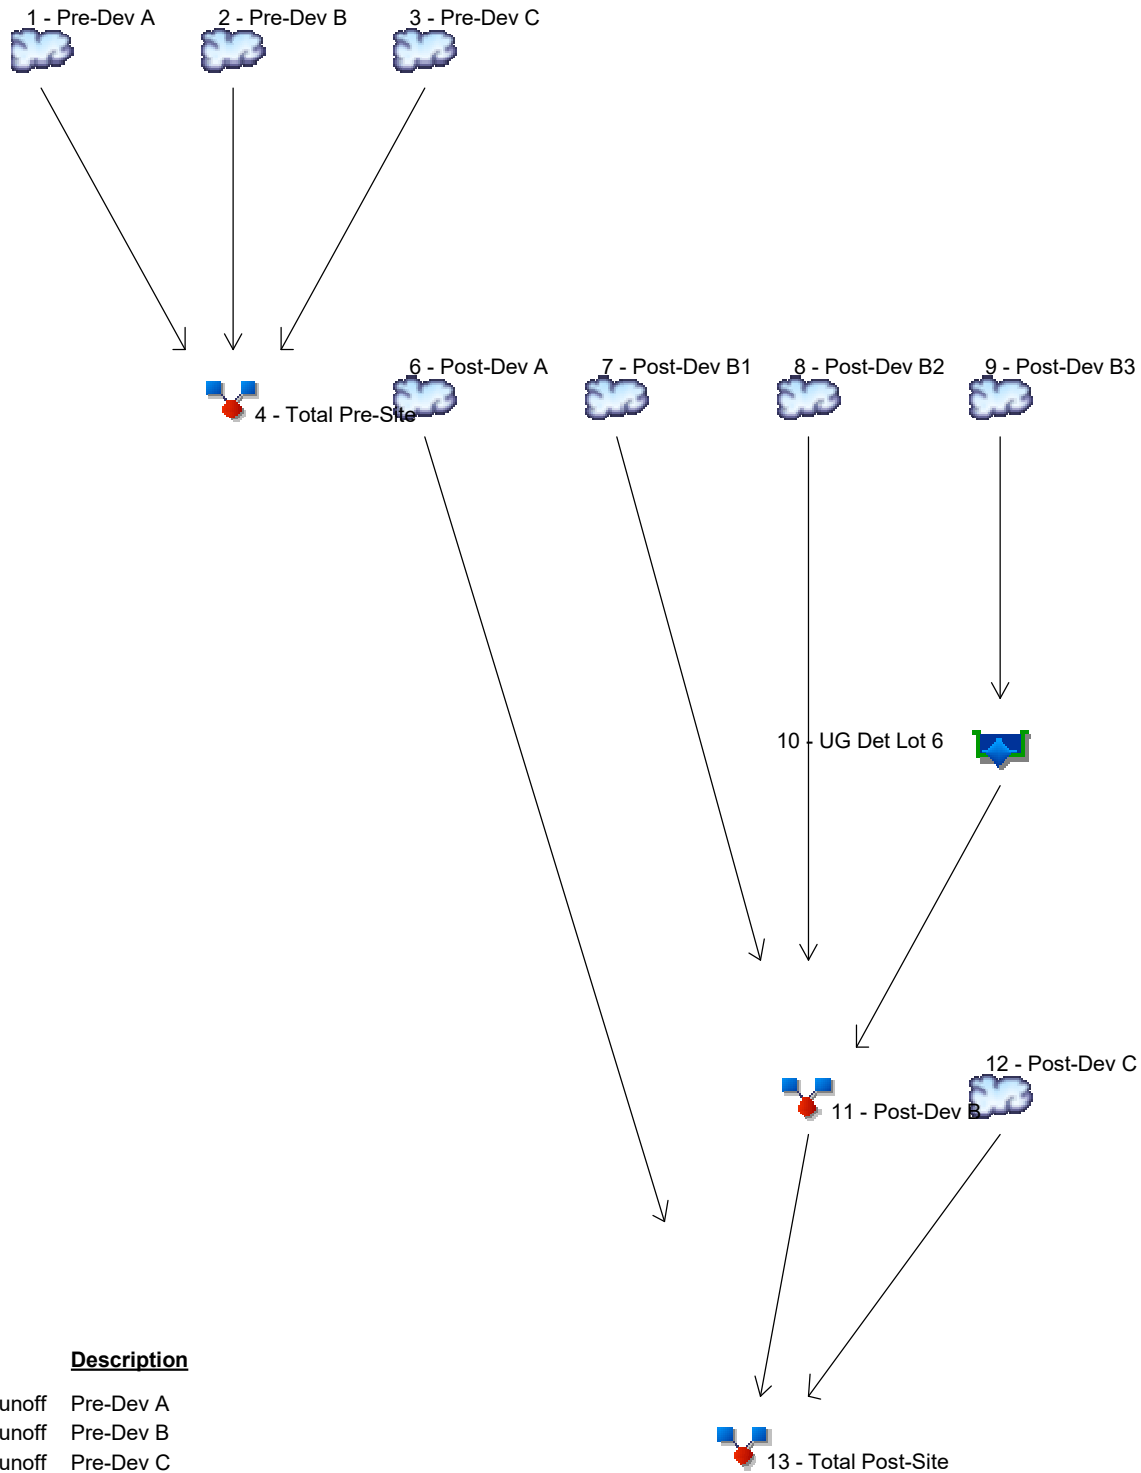 1 - Pre-Dev A
2 - Pre-Dev B
3 - Pre-Dev C
4 - Total Pre-Site
6 - Post-Dev A
7 - Post-Dev B1
8 - Post-Dev B2
9 - Post-Dev B3
10 - UG Det Lot 6
11 - Post-Dev B
12 - Post-Dev C
13 - Total Post-Site
Description
unoff Pre-Dev A
unoff Pre-Dev B
unoff Pre-Dev C